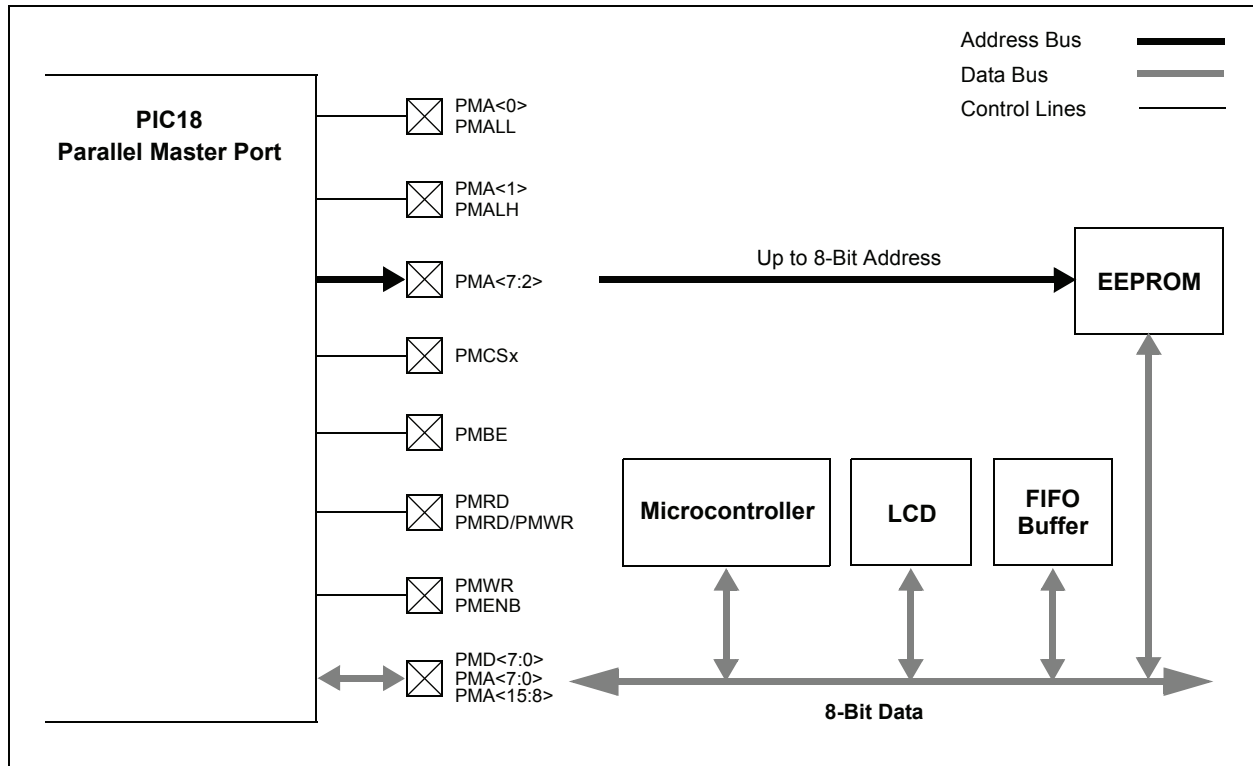 Address Bus
Data Bus
Control Lines
PIC18
Parallel Master Port
PMA<0>
PMALL
PMA<1>
PMALH
PMA<7:2>
Up to 8-Bit Address
EEPROM
PMCSx
PMBE
PMRD
PMRD/PMWR
Microcontroller
LCD
FIFO
Buffer
PMWR
PMENB
PMD<7:0>
PMA<7:0>
PMA<15:8>
8-Bit Data